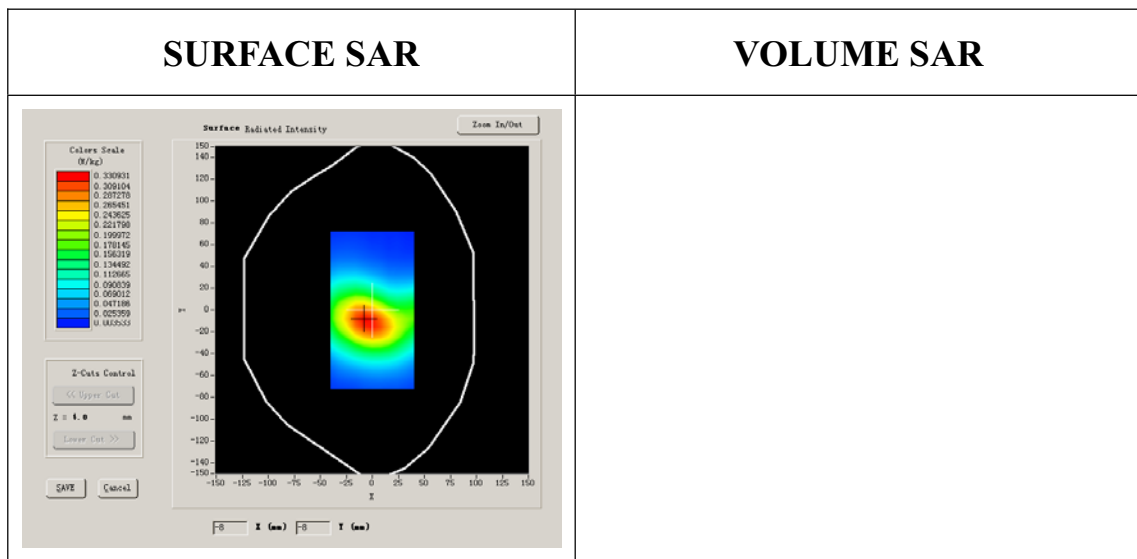 SURFACE SAR
VOLUME SAR
Surface Radiated Intensity
Zoom In/Out
Colors Scale
(W/kg)
0.330931
0.309104
0.287278
0.265451
0.243625
0.221798
0.199972
0.178145
0.156319
0.134492
0.112665
0.090839
0.069012
0.047186
0.025359
0.003533
150
140
120
100
80
60
40
20
0
-20
-40
-60
-80
-100
-120
-140
-150
Y
-150 -125 -100 -75 -50 -25 0 25 50 75 100 125 150
X
Z-Cuts Control
<< Upper Cut
Z = 4.0 mm
Lower Cut >>
SAVE Cancel
-8 X (mm) -8 Y (mm)